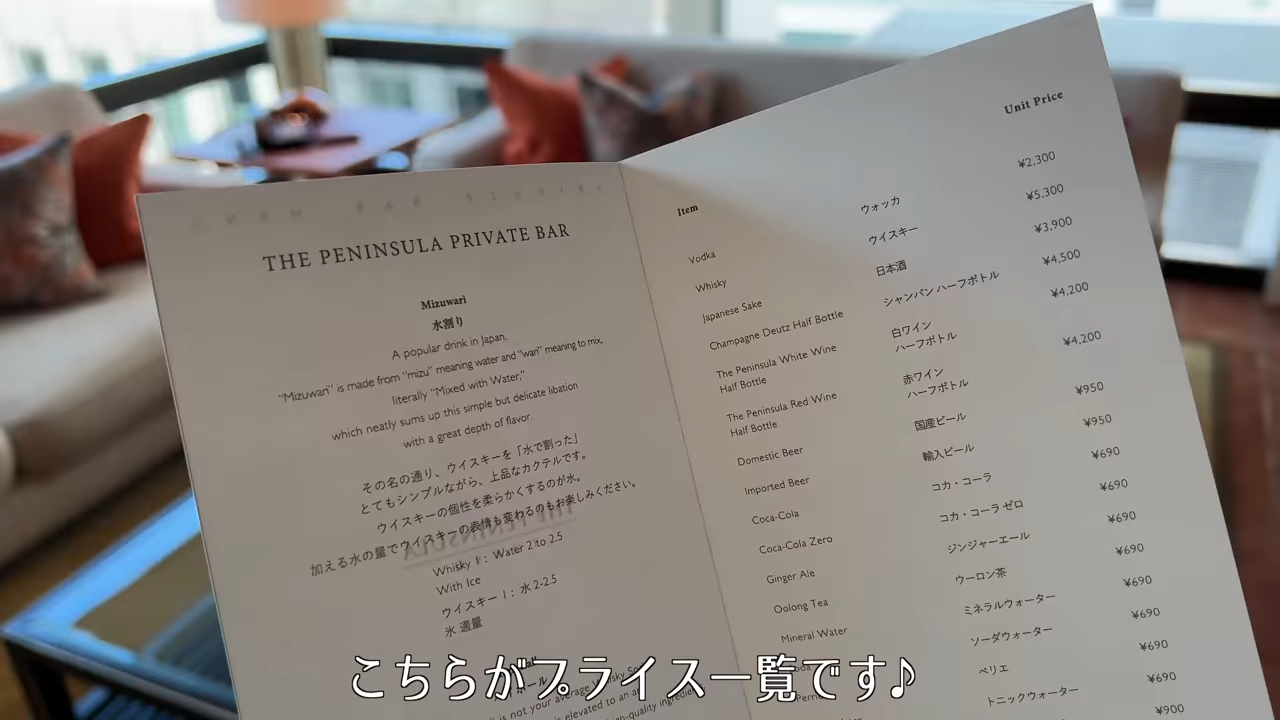 THE PENINSULA PRIVATE BAR
Mizuwari
水割り
A popular drink in Japan,
"Mizuwari" is made from "mizu" meaning water and "wari" meaning to mix,
literally "Mixed with Water,"
which neatly sums up this simple but delicate libation
with a great depth of flavor.
その名の通り、ウイスキーを「水で割った」
とてもシンプルながら、上品なカクテルです。
ウイスキーの個性を柔らかくするのが水。
加える水の量でウイスキーの表情も変わるのもお楽しみください。
Whisky 1 : Water 2 to 2.5
With Ice
ウイスキー 1 : 水 2-2.5
氷 適量
is not your average Whisky
is elevated to an
Item Unit Price
Vodka ウォッカ ¥2,300
Whisky ウイスキー ¥5,300
Japanese Sake 日本酒 ¥3,900
Champagne Deutz Half Bottle シャンパン ハーフボトル ¥4,500
The Peninsula White Wine 白ワイン ¥4,200
Half Bottle ハーフボトル
The Peninsula Red Wine 赤ワイン ¥4,200
Half Bottle ハーフボトル
Domestic Beer 国産ビール ¥950
Imported Beer 輸入ビール ¥950
Coca-Cola コカ・コーラ ¥690
Coca-Cola Zero コカ・コーラ ゼロ ¥690
Ginger Ale ジンジャーエール ¥690
Oolong Tea ウーロン茶 ¥690
Mineral Water ミネラルウォーター ¥690
ソーダウォーター ¥690
ペリエ ¥690
トニックウォーター ¥690
¥900
こちらがプライス一覧です♪